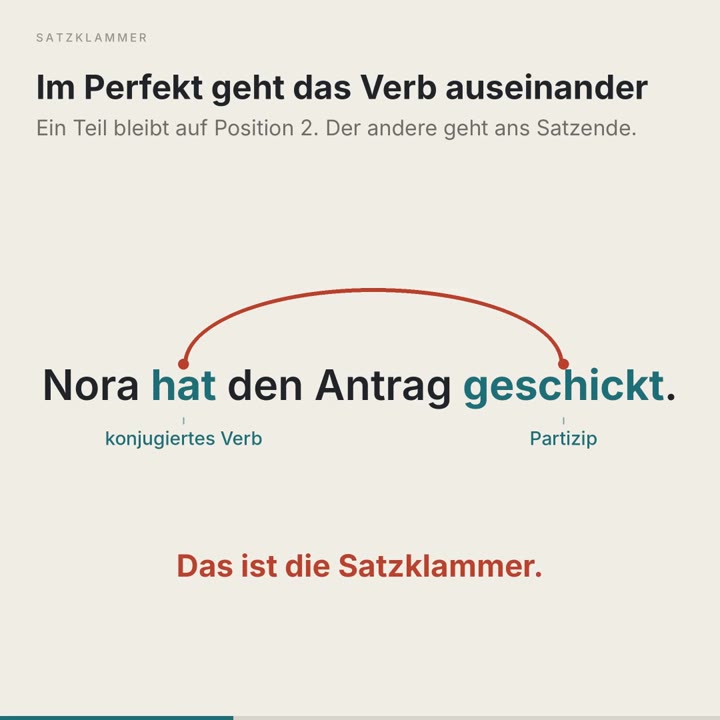 SATZKLAMMER
Im Perfekt geht das Verb auseinander
Ein Teil bleibt auf Position 2. Der andere geht ans Satzende.
Nora hat den Antrag geschickt.
konjugiertes Verb Partizip
Das ist die Satzklammer.